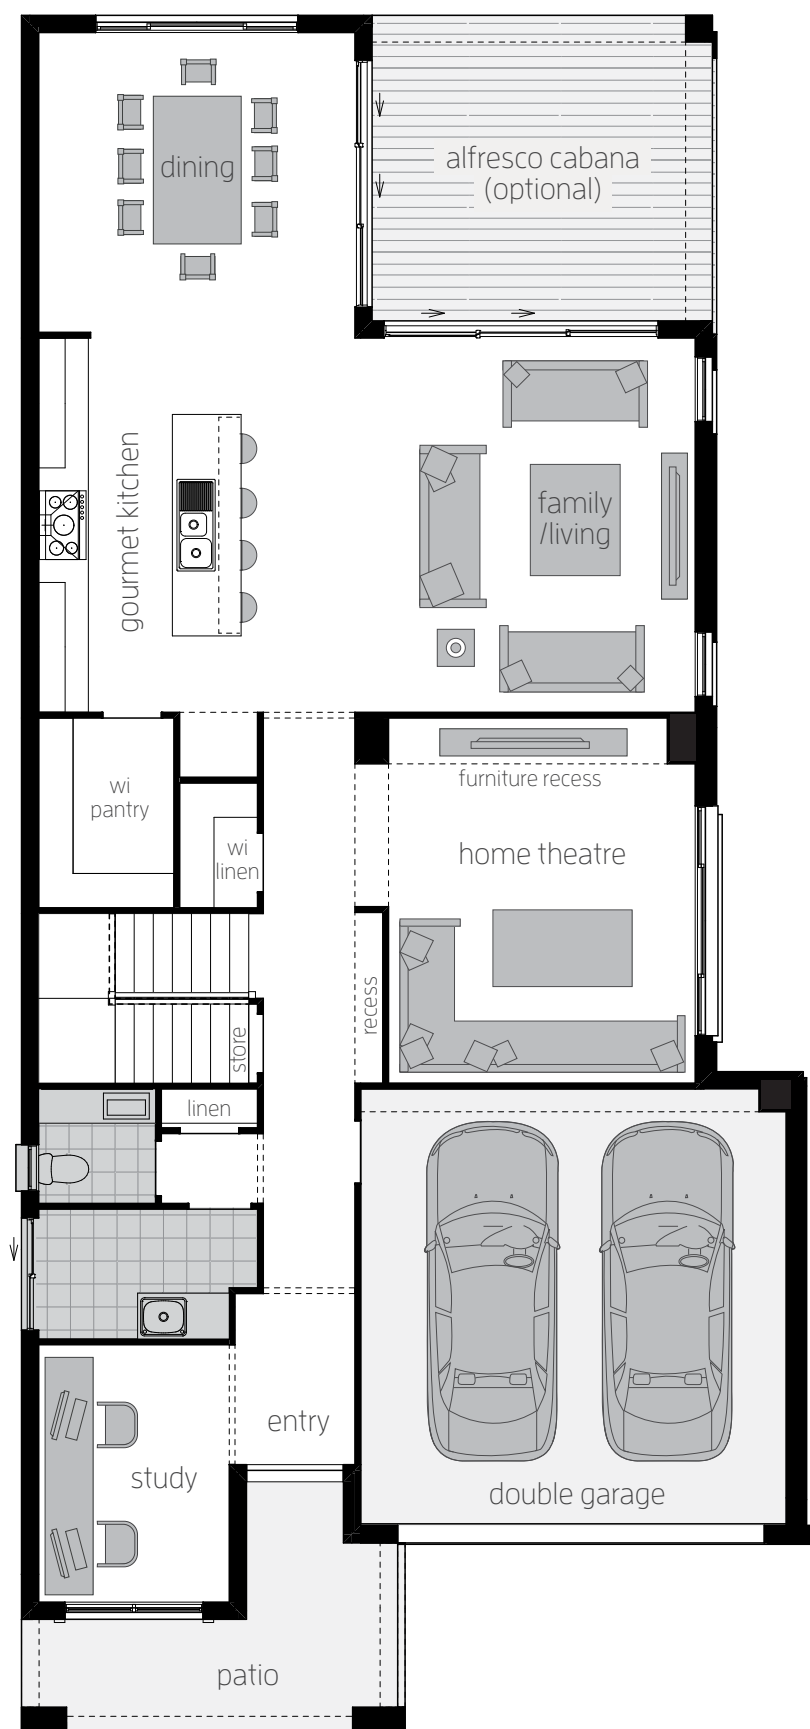 dining
alfresco cabana
(optional)
gourmet kitchen
family
/living
wi
pantry
wi
linen
furniture recess
home theatre
recess
store
linen
entry
study
double garage
patio